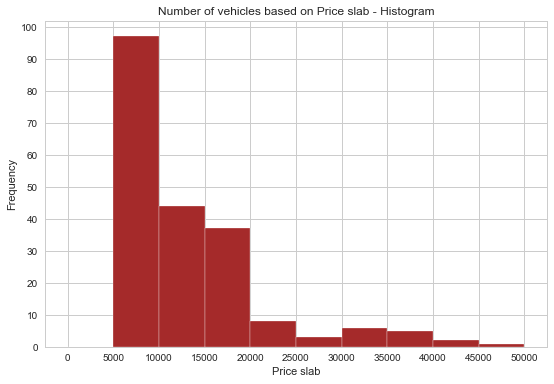 Number of vehicles based on Price slab - Histogram
100
90
80
70
60
50
40
30
20
10
0
Frequency
0 5000 10000 15000 20000 25000 30000 35000 40000 45000 50000
Price slab